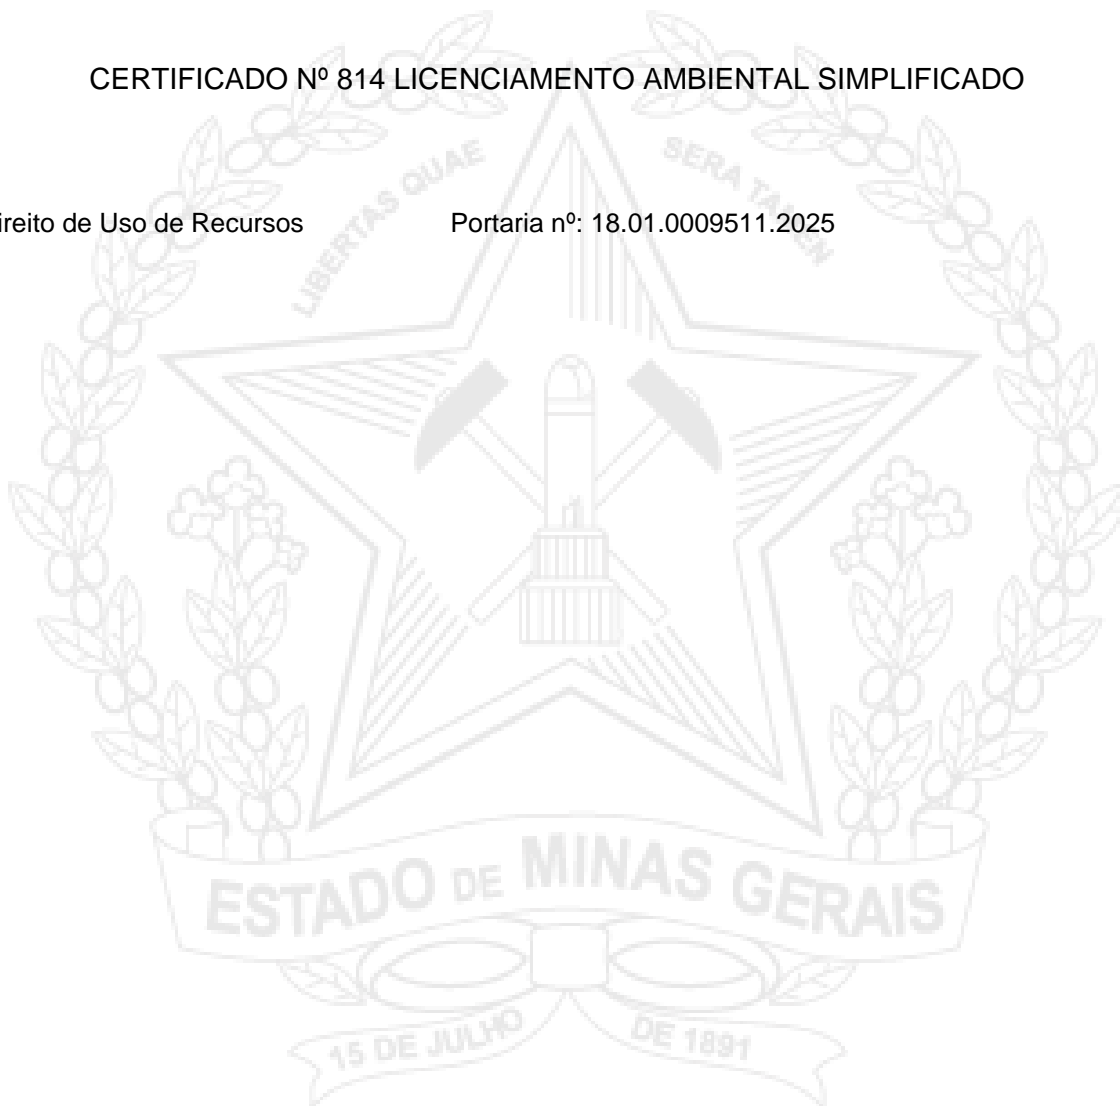 CERTIFICADO Nº 814 LICENCIAMENTO AMBIENTAL SIMPLIFICADO
LIBERTAS QUAE SERA TAMEN
ireito de Uso de Recursos Portaria nº: 18.01.0009511.2025
ESTADO DE MINAS GERAIS
15 DE JULHO DE 1891